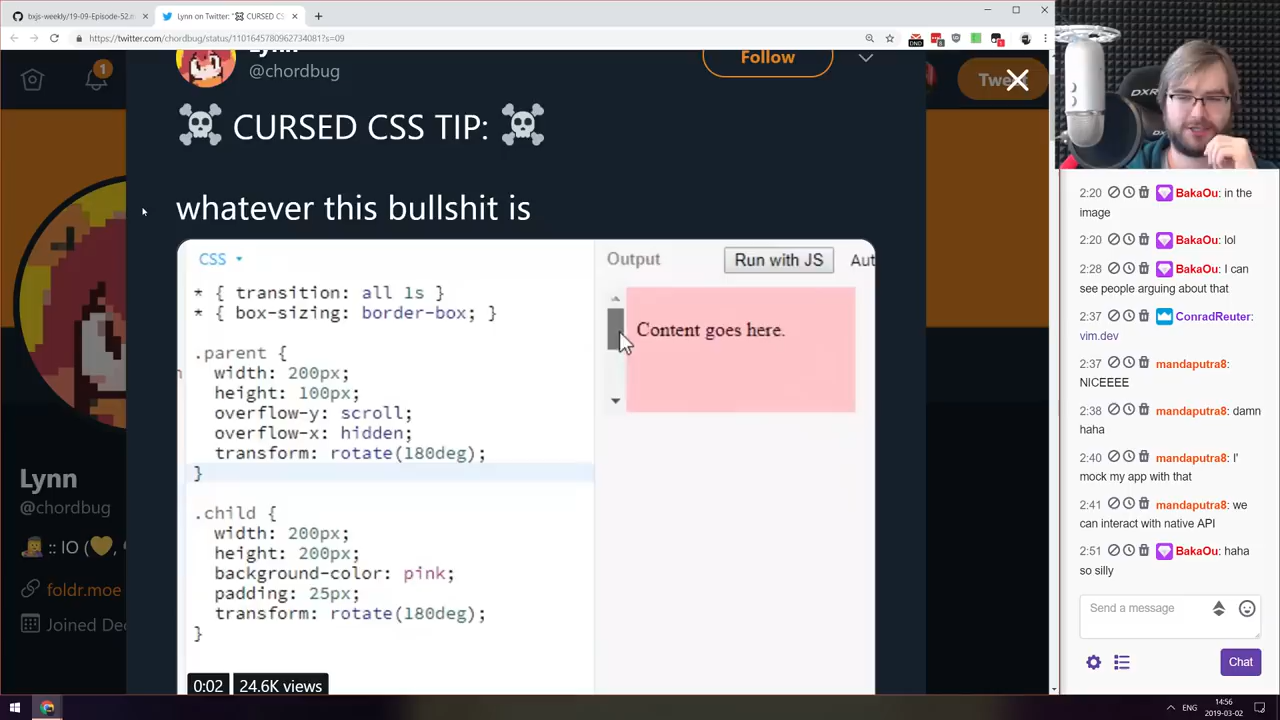 bxjs-weekly/19-09-Episode-52.m
Lynn on Twitter: "☠ CURSED CS
https://twitter.com/chordbug/status/1101645780962734081?s=09
DND
Lynn
@chordbug
Follow
Tweet
1
☠ CURSED CSS TIP: ☠
whatever this bullshit is
CSS
Output
Run with JS
Aut
* { transition: all 1s }
* { box-sizing: border-box; }
.parent {
width: 200px;
height: 100px;
overflow-y: scroll;
overflow-x: hidden;
transform: rotate(180deg);
}
.child {
width: 200px;
height: 200px;
background-color: pink;
padding: 25px;
transform: rotate(180deg);
}
Content goes here.
0:02
24.6K views
Lynn
@chordbug
:: IO (
foldr.moe
Joined Dec
DXR
2:20 BakaOu: in the
image
2:20 BakaOu: lol
2:28 BakaOu: I can
see people arguing about that
2:37 ConradReuter:
vim.dev
2:37 mandaputra8:
NICEEEE
2:38 mandaputra8: damn
haha
2:40 mandaputra8: I'
mock my app with that
2:41 mandaputra8: we
can interact with native API
2:51 BakaOu: haha
so silly
Send a message
Chat
ENG
14:56
2019-03-02